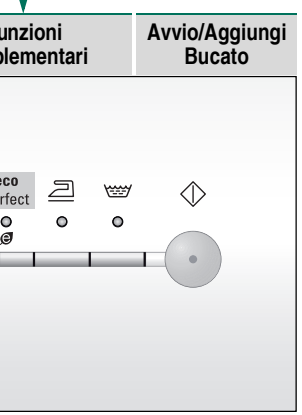 unzioni
plementari
Avvio/Aggiungi
Bucato
eco
rfect